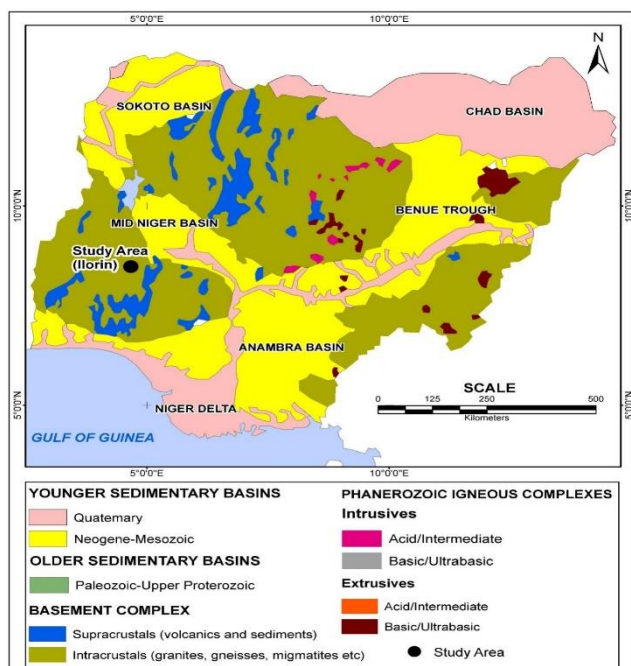 5°0'0"E
10°0'0"E
N
SOKOTO BASIN
CHAD BASIN
10°0'0"N
10°0'0"N
MID NIGER BASIN
BENUE TROUGH
Study Area
(Ilorin)
ANAMBRA BASIN
SCALE
0 125 250 500
Kilometers
5°0'0"N
5°0'0"N
NIGER DELTA
GULF OF GUINEA
5°0'0"E
10°0'0"E
YOUNGER SEDIMENTARY BASINS
Quatemary
Neogene-Mesozoic
OLDER SEDIMENTARY BASINS
Paleozoic-Upper Proterozoic
BASEMENT COMPLEX
Supracrustals (volcanics and sediments)
Intracrustals (granites, gneisses, migmatites etc)
PHANEROZOIC IGNEOUS COMPLEXES
Intrusives
Acid/Intermediate
Basic/Ultrabasic
Extrusives
Acid/Intermediate
Basic/Ultrabasic
Study Area